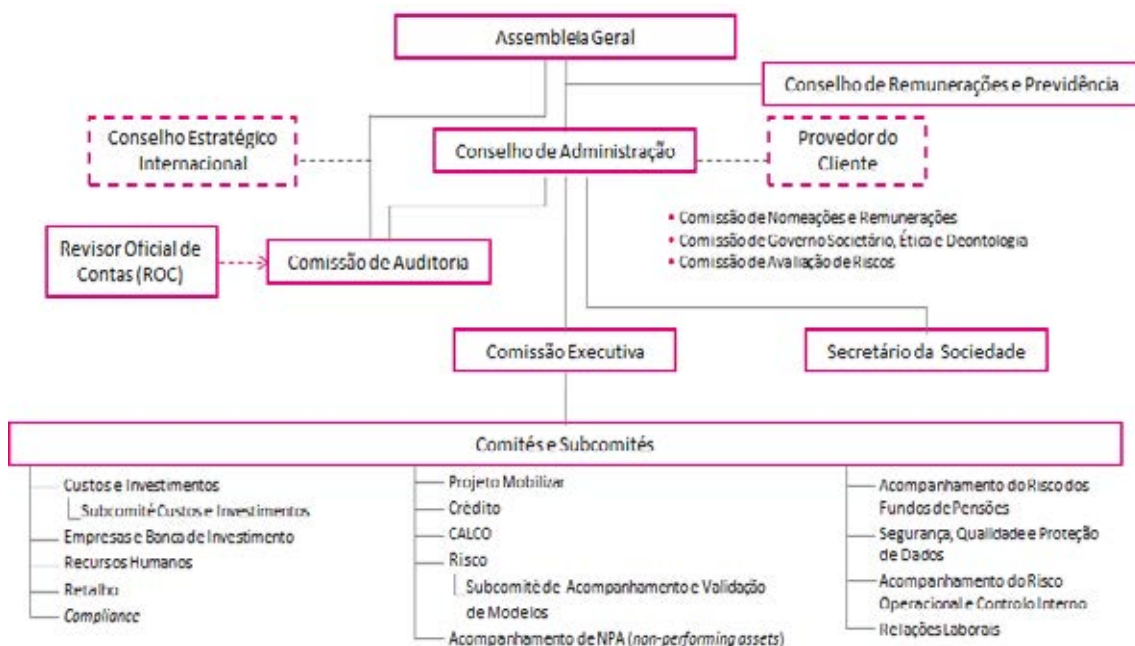 Assembleia Geral
Conselho de Remunerações e Previdência
Conselho Estratégico
Internacional
Conselho de Administração
Provedor do
Cliente
• Comissão de Nomeações e Remunerações
• Comissão de Governo Societário, Ética e Deontologia
• Comissão de Avaliação de Riscos
Revisor Oficial de
Contas (ROC)
Comissão de Auditoria
Comissão Executiva
Secretário da Sociedade
Comités e Subcomités
Custos e Investimentos
Subcomité Custos e Investimentos
Empresas e Banca de Investimento
Recursos Humanos
Retalho
Compliance
Projeto Mobilizar
Crédito
CALCO
Risco
Subcomité de Acompanhamento e Validação
de Modelos
Acompanhamento de NPA (non-performing assets)
Acompanhamento do Risco dos
Fundos de Pensões
Segurança, Qualidade e Proteção
de Dados
Acompanhamento do Risco
Operacional e Controlo Interno
Relações Laborais